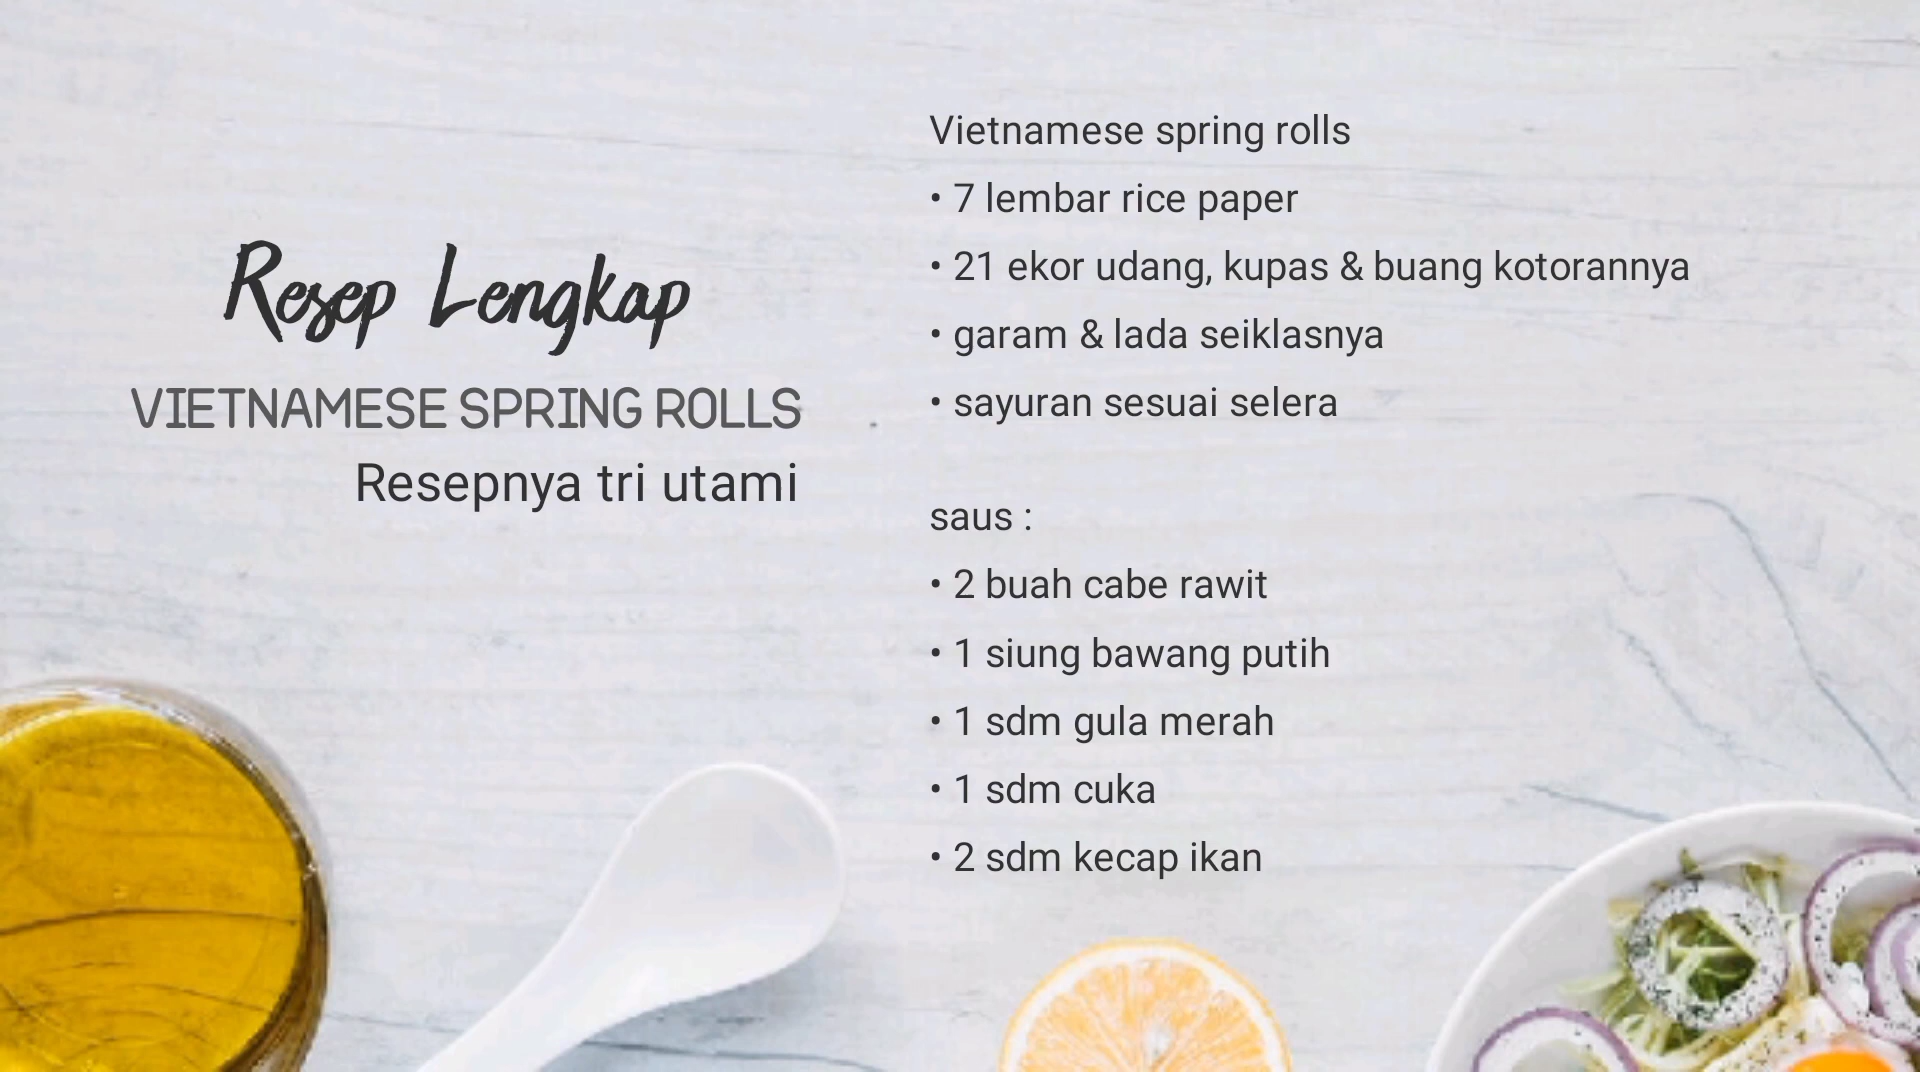 Resep Lengkap
VIETNAMESE SPRING ROLLS
Resepnya tri utami
Vietnamese spring rolls
• 7 lembar rice paper
• 21 ekor udang, kupas & buang kotorannya
• garam & lada seiklasnya
• sayuran sesuai selera
saus :
• 2 buah cabe rawit
• 1 siung bawang putih
• 1 sdm gula merah
• 1 sdm cuka
• 2 sdm kecap ikan